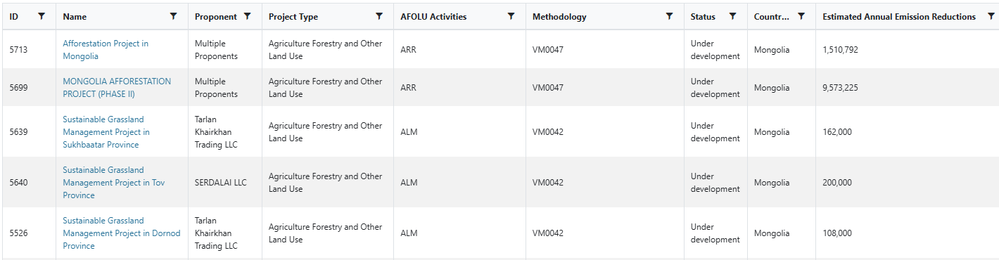 ID Name Proponent Project Type AFOLU Activities Methodology Status Countr... Estimated Annual Emission Reductions
5713
Afforestation Project in
Mongolia
Multiple
Proponents
Agriculture Forestry and Other
Land Use
ARR
VM0047
Under
development
Mongolia
1,510,792
5699
MONGOLIA AFFORESTATION
PROJECT (PHASE II)
Multiple
Proponents
Agriculture Forestry and Other
Land Use
ARR
VM0047
Under
development
Mongolia
9,573,225
5639
Sustainable Grassland
Management Project in
Sukhbaatar Province
Tarlan
Khairkhan
Trading LLC
Agriculture Forestry and Other
Land Use
ALM
VM0042
Under
development
Mongolia
162,000
5640
Sustainable Grassland
Management Project in Tov
Province
SERDALAI LLC
Agriculture Forestry and Other
Land Use
ALM
VM0042
Under
development
Mongolia
200,000
5526
Sustainable Grassland
Management Project in Dornod
Province
Tarlan
Khairkhan
Trading LLC
Agriculture Forestry and Other
Land Use
ALM
VM0042
Under
development
Mongolia
108,000